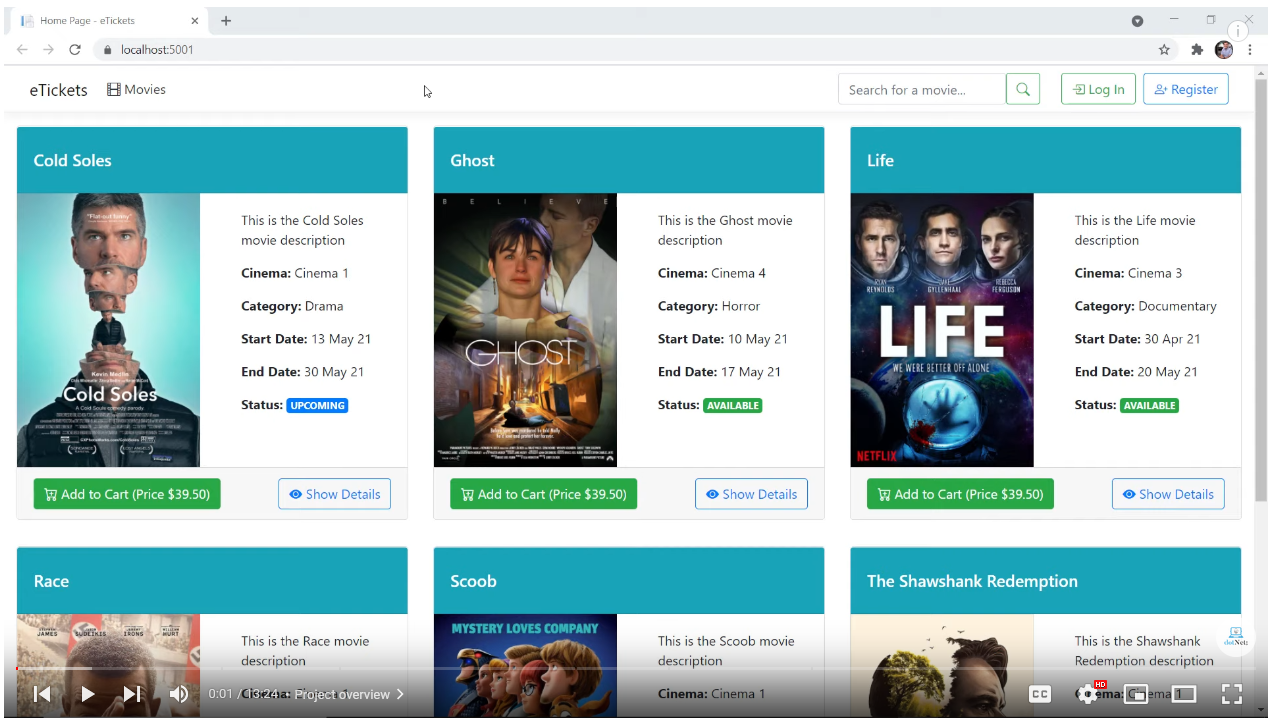 Home Page - eTickets
localhost:5001
eTickets
Movies
Search for a movie...
Log In
Register
Cold Soles
"Flat-out funny"
Kevin Martin
Cold Soles
A Cold Souls comedy parody
This is the Cold Soles
movie description
Cinema: Cinema 1
Category: Drama
Start Date: 13 May 21
End Date: 30 May 21
Status: UPCOMING
Add to Cart (Price $39.50)
Show Details
Ghost
BELIEVE
GHOST
This is the Ghost movie
description
Cinema: Cinema 4
Category: Horror
Start Date: 10 May 21
End Date: 17 May 21
Status: AVAILABLE
Add to Cart (Price $39.50)
Show Details
Life
RYAN
REYNOLDS
JAKE
GYLLENHAAL
REBECCA
FERGUSON
LIFE
WE WERE BETTER OFF ALONE
NETFLIX
This is the Life movie
description
Cinema: Cinema 3
Category: Documentary
Start Date: 30 Apr 21
End Date: 20 May 21
Status: AVAILABLE
Add to Cart (Price $39.50)
Show Details
Race
STEPHAN
JAMES
JASON
SUDEIKIS
JEREMY
IRONS
WILLIAM
HURT
This is the Race movie
description
Scoob
MYSTERY LOVES COMPANY
This is the Scoob movie
description
Cinema: Cinema 1
The Shawshank Redemption
This is the Shawshank
Redemption description
Cinema: Cinema 1
0:01 / 13:24 • Project overview
CC
HD